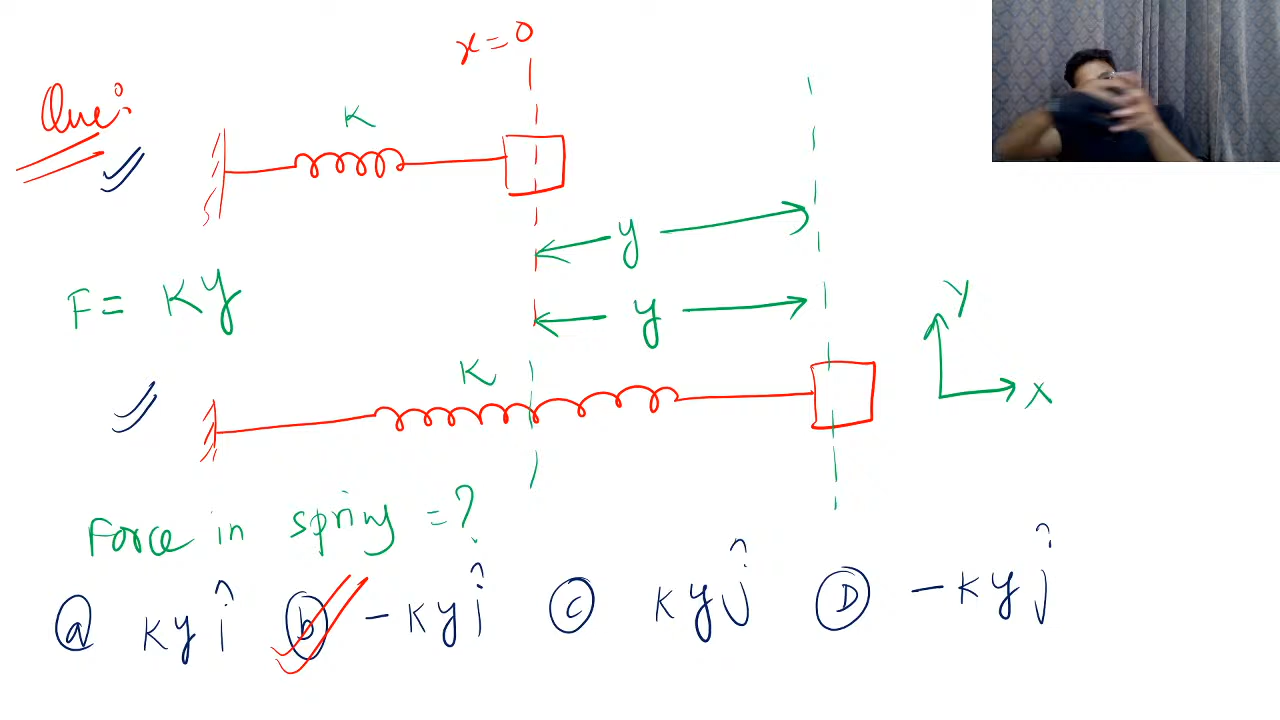 x=0
Que:
K
y
F = Ky
y
Y
K
X
Force in spring = ?
(a) Ky î (b) -Ky î (c) Ky ĵ (D) -Ky ĵ